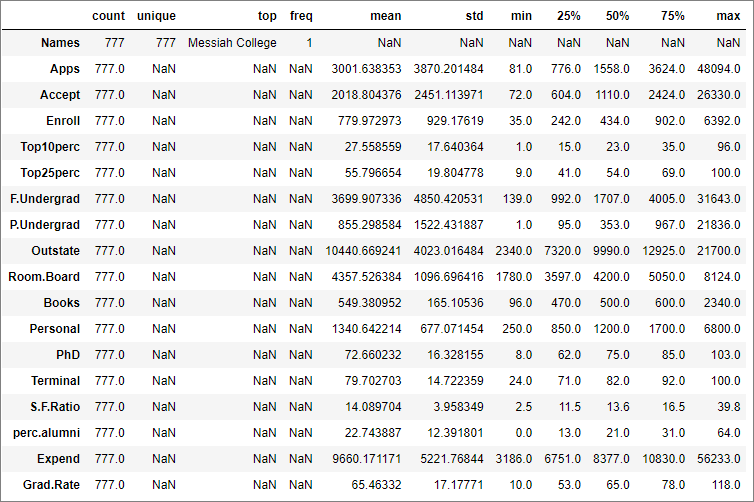 count unique top freq mean std min 25% 50% 75% max
Names 777 777 Messiah College 1 NaN NaN NaN NaN NaN NaN NaN
Apps 777.0 NaN NaN NaN 3001.638353 3870.201484 81.0 776.0 1558.0 3624.0 48094.0
Accept 777.0 NaN NaN NaN 2018.804376 2451.113971 72.0 604.0 1110.0 2424.0 26330.0
Enroll 777.0 NaN NaN NaN 779.972973 929.17619 35.0 242.0 434.0 902.0 6392.0
Top10perc 777.0 NaN NaN NaN 27.558559 17.640364 1.0 15.0 23.0 35.0 96.0
Top25perc 777.0 NaN NaN NaN 55.796654 19.804778 9.0 41.0 54.0 69.0 100.0
F.Undergrad 777.0 NaN NaN NaN 3699.907336 4850.420531 139.0 992.0 1707.0 4005.0 31643.0
P.Undergrad 777.0 NaN NaN NaN 855.298584 1522.431887 1.0 95.0 353.0 967.0 21836.0
Outstate 777.0 NaN NaN NaN 10440.669241 4023.016484 2340.0 7320.0 9990.0 12925.0 21700.0
Room.Board 777.0 NaN NaN NaN 4357.526384 1096.696416 1780.0 3597.0 4200.0 5050.0 8124.0
Books 777.0 NaN NaN NaN 549.380952 165.10536 96.0 470.0 500.0 600.0 2340.0
Personal 777.0 NaN NaN NaN 1340.642214 677.071454 250.0 850.0 1200.0 1700.0 6800.0
PhD 777.0 NaN NaN NaN 72.660232 16.328155 8.0 62.0 75.0 85.0 103.0
Terminal 777.0 NaN NaN NaN 79.702703 14.722359 24.0 71.0 82.0 92.0 100.0
S.F.Ratio 777.0 NaN NaN NaN 14.089704 3.958349 2.5 11.5 13.6 16.5 39.8
perc.alumni 777.0 NaN NaN NaN 22.743887 12.391801 0.0 13.0 21.0 31.0 64.0
Expend 777.0 NaN NaN NaN 9660.171171 5221.76844 3186.0 6751.0 8377.0 10830.0 56233.0
Grad.Rate 777.0 NaN NaN NaN 65.46332 17.17771 10.0 53.0 65.0 78.0 118.0